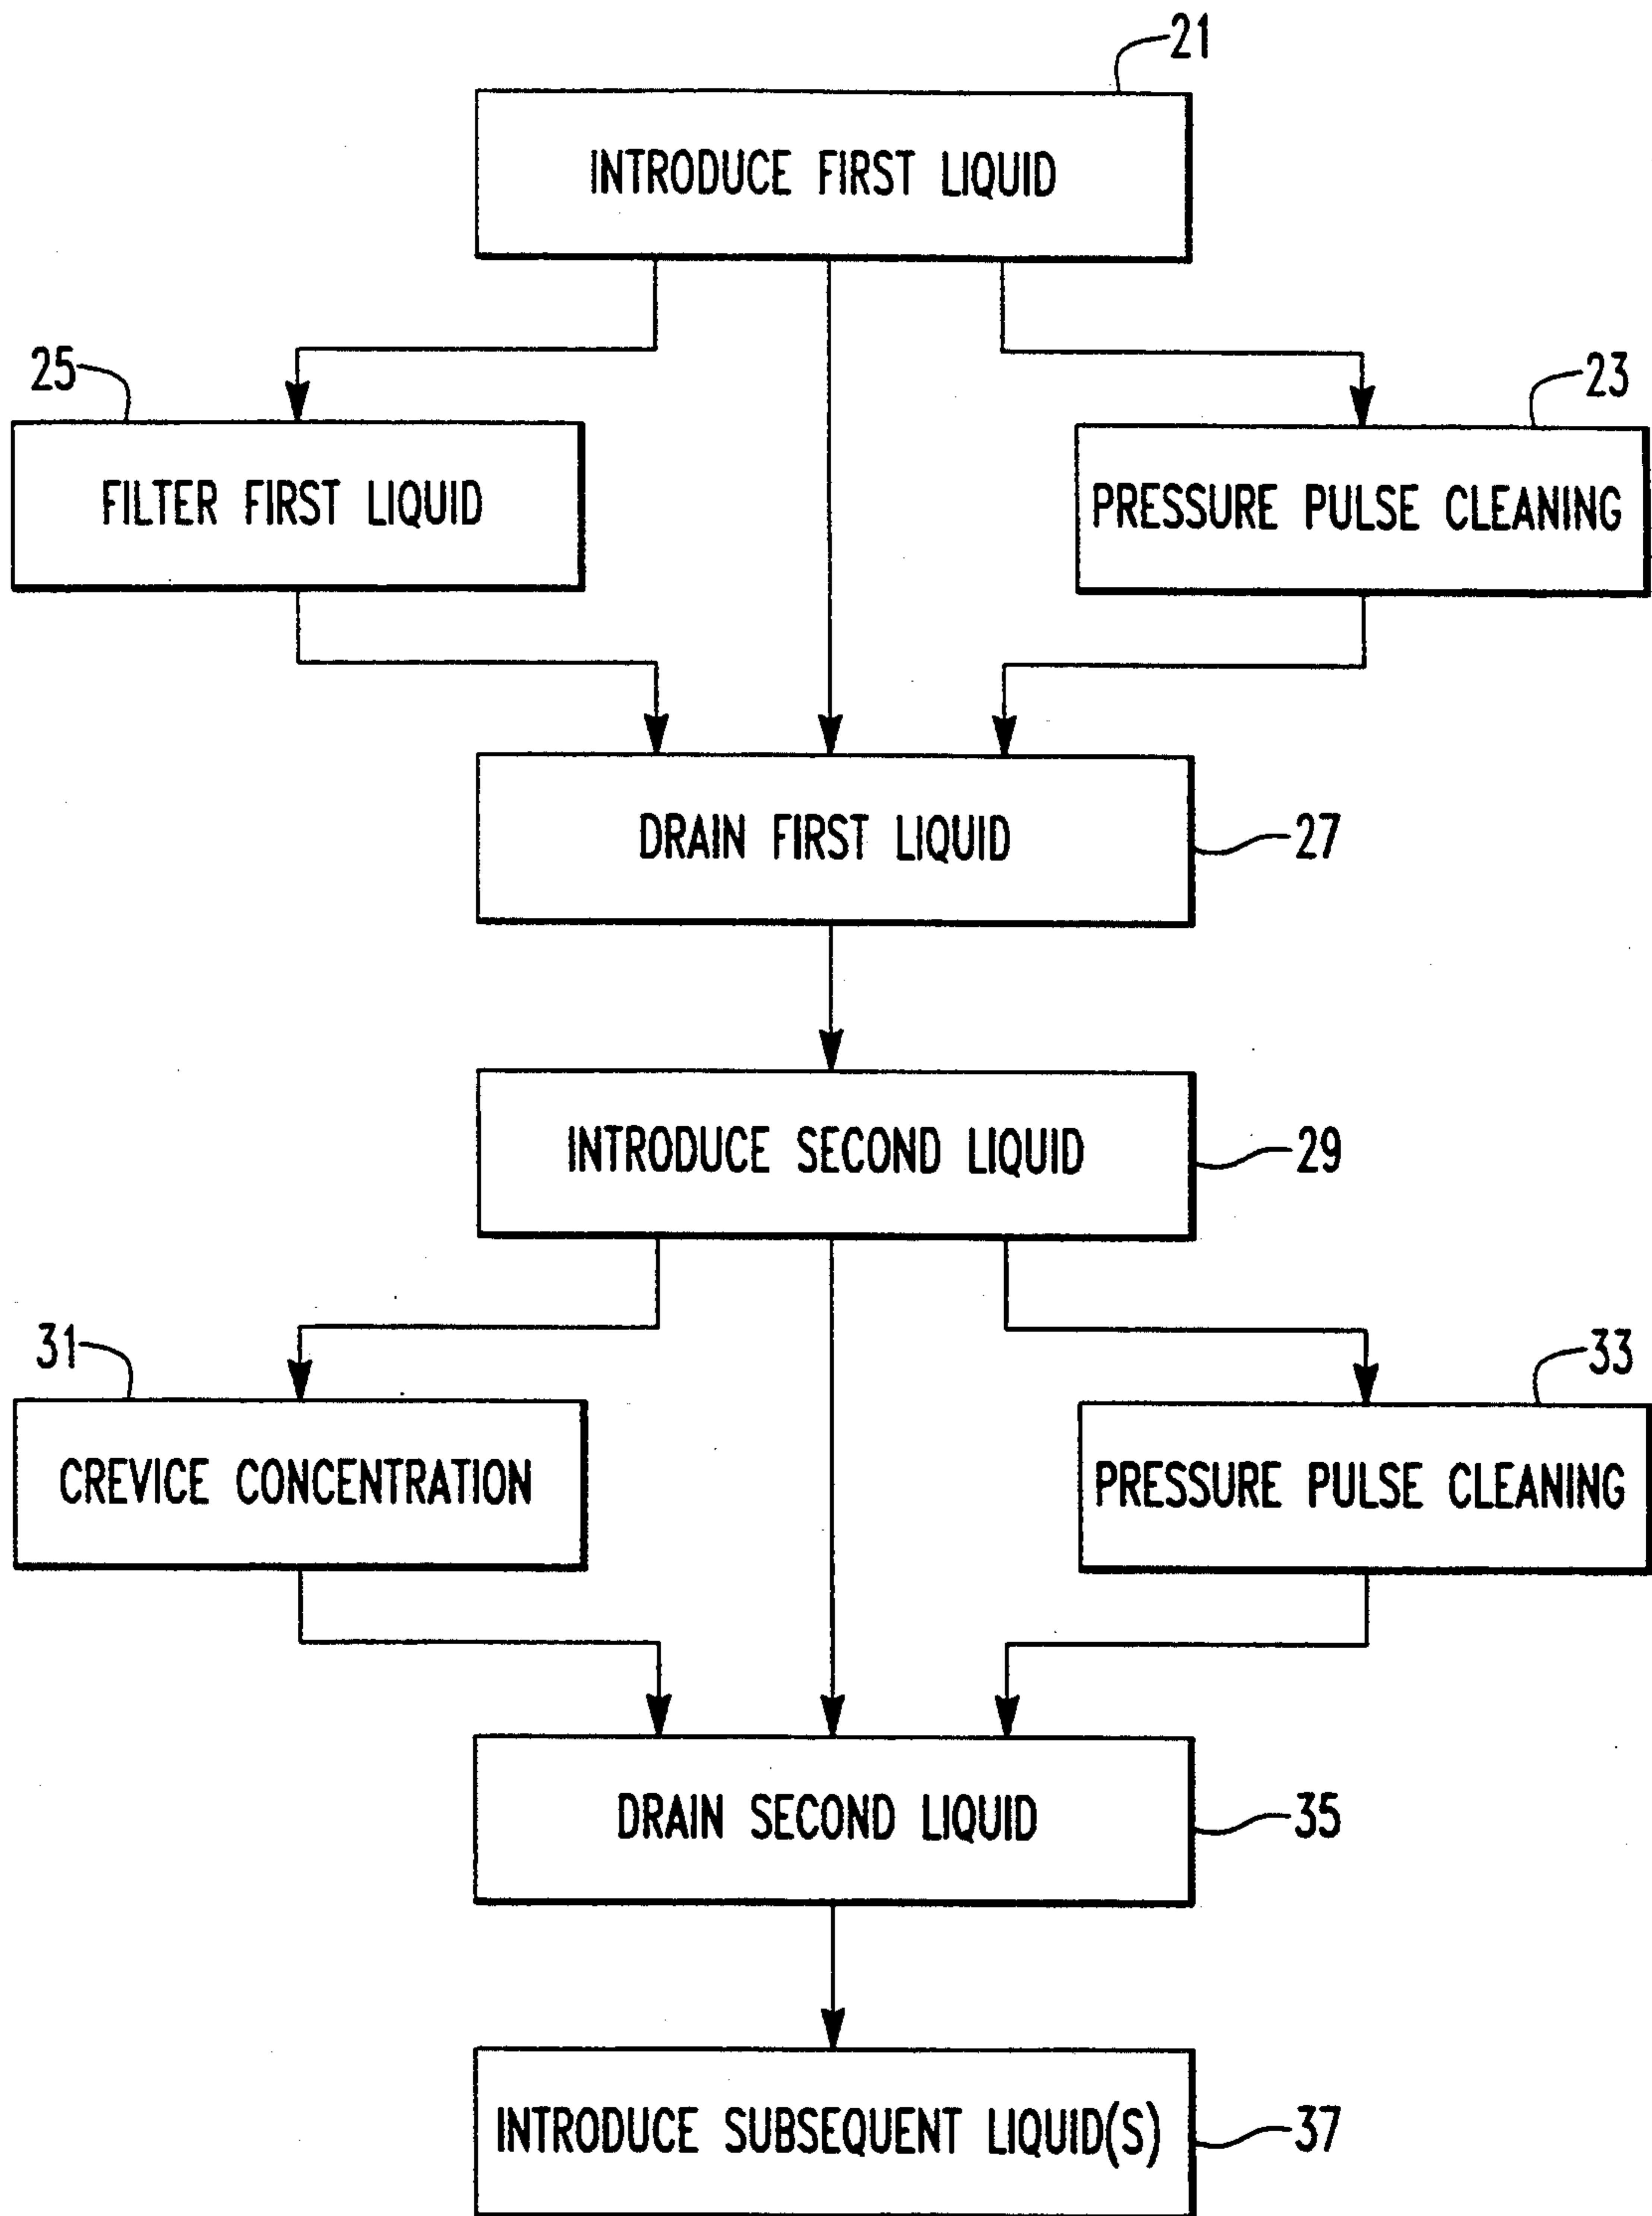 21
INTRODUCE FIRST LIQUID
25
23
FILTER FIRST LIQUID
PRESSURE PULSE CLEANING
DRAIN FIRST LIQUID
27
INTRODUCE SECOND LIQUID
29
31
33
CREVICE CONCENTRATION
PRESSURE PULSE CLEANING
DRAIN SECOND LIQUID
35
INTRODUCE SUBSEQUENT LIQUID(S)
37